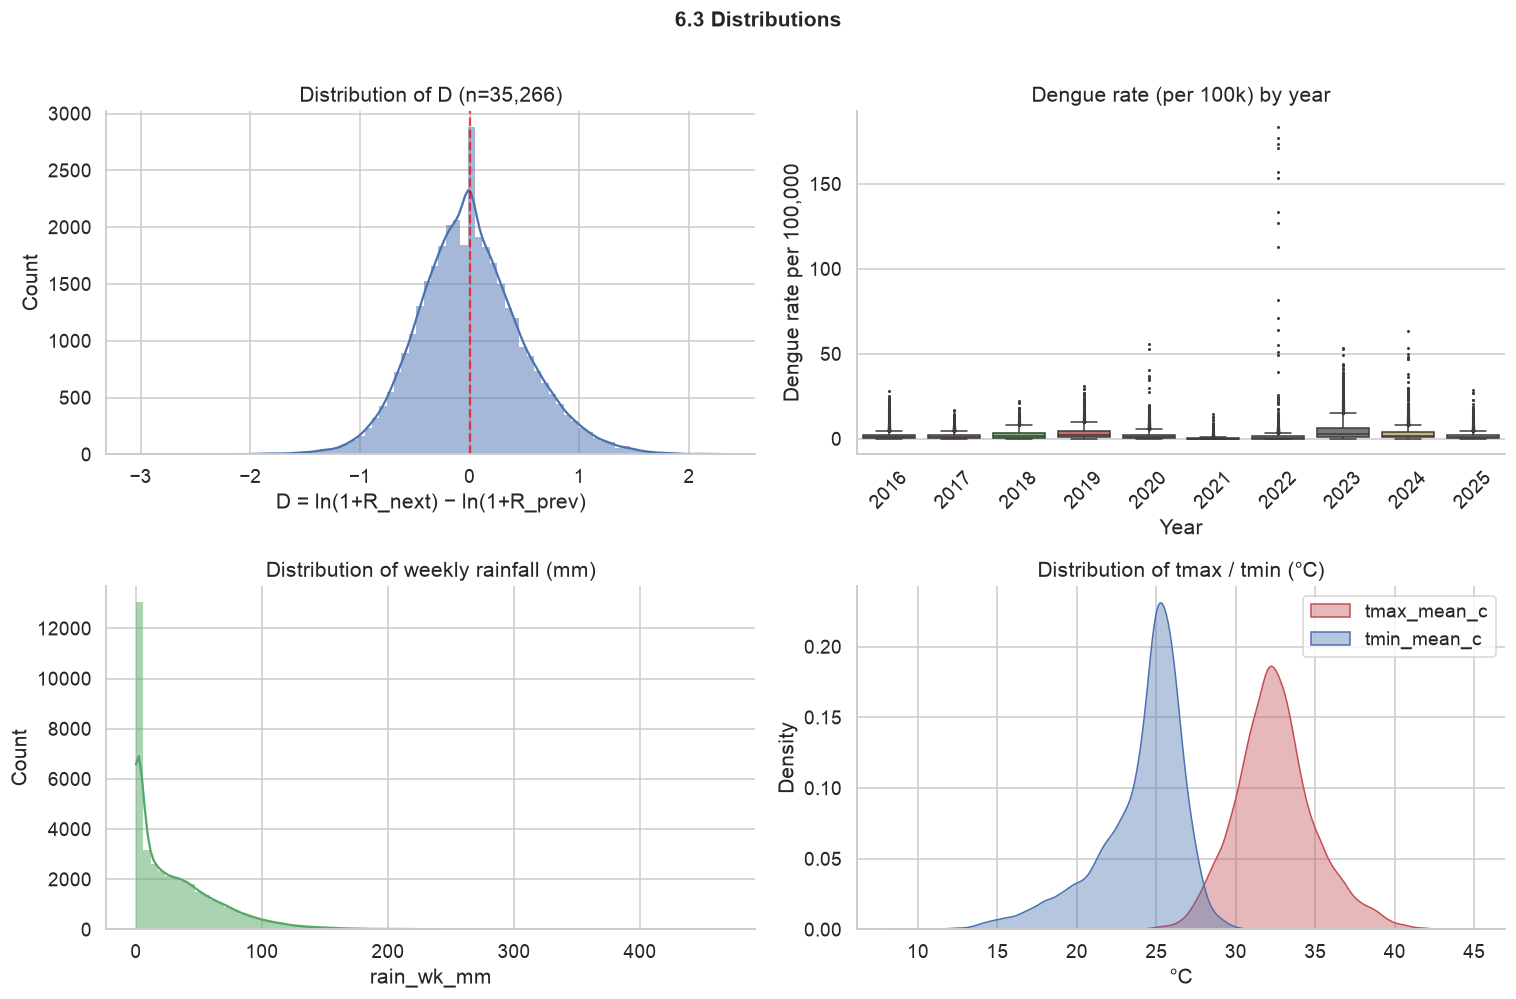 6.3 Distributions
Distribution of D (n=35,266)
Count
3000
2500
2000
1500
1000
500
0
−3 −2 −1 0 1 2
D = ln(1+R_next) − ln(1+R_prev)
Dengue rate (per 100k) by year
Dengue rate per 100,000
150
100
50
0
2016 2017 2018 2019 2020 2021 2022 2023 2024 2025
Year
Distribution of weekly rainfall (mm)
Count
12000
10000
8000
6000
4000
2000
0
0 100 200 300 400
rain_wk_mm
Distribution of tmax / tmin (°C)
tmax_mean_c
tmin_mean_c
Density
0.20
0.15
0.10
0.05
0.00
10 15 20 25 30 35 40 45
°C